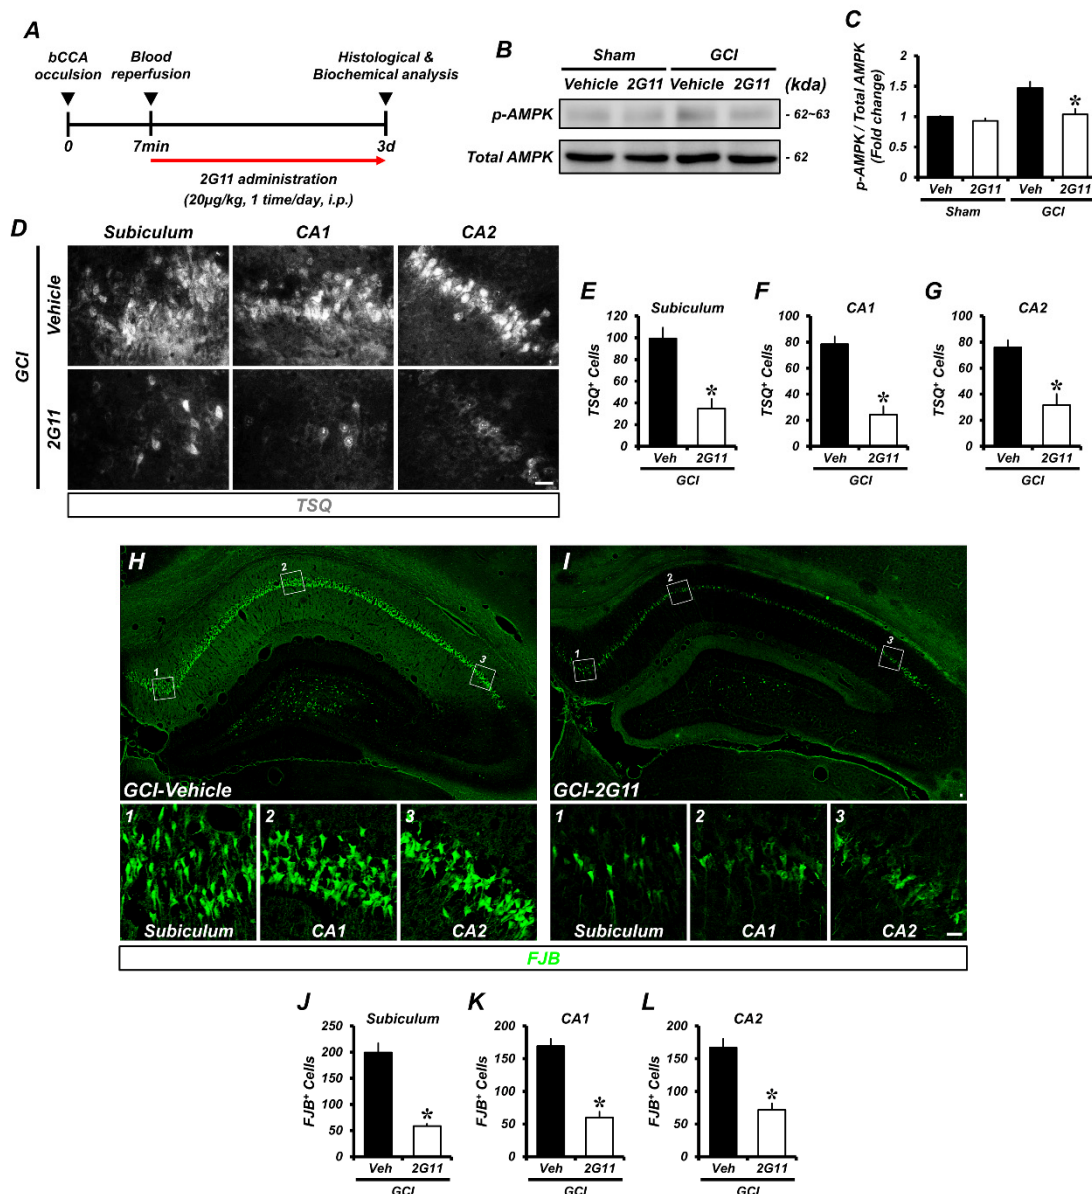 A
bCCA
occulsion
Blood
reperfusion
Histological &
Biochemical analysis
0
7min
3d
2G11 administration
(20μg/kg, 1 time/day, i.p.)
B
Sham
GCI
Vehicle
2G11
Vehicle
2G11
(kda)
p-AMPK
- 62~63
Total AMPK
- 62
C
p-AMPK / Total AMPK
(Fold change)
2
1.5
1
0.5
0
*
Veh
2G11
Veh
2G11
Sham
GCI
D
Subiculum
CA1
CA2
GCI
Vehicle
2G11
TSQ
E
Subiculum
TSQ+ Cells
120
100
80
60
40
20
0
*
Veh
2G11
GCI
F
CA1
TSQ+ Cells
100
80
60
40
20
0
*
Veh
2G11
GCI
G
CA2
TSQ+ Cells
100
80
60
40
20
0
*
Veh
2G11
GCI
H
1
2
3
GCI-Vehicle
1
Subiculum
2
CA1
3
CA2
I
1
2
3
GCI-2G11
1
Subiculum
2
CA1
3
CA2
FJB
J
Subiculum
FJB+ Cells
250
200
150
100
50
0
*
Veh
2G11
GCI
K
CA1
FJB+ Cells
200
150
100
50
0
*
Veh
2G11
GCI
L
CA2
FJB+ Cells
200
150
100
50
0
*
Veh
2G11
GCI